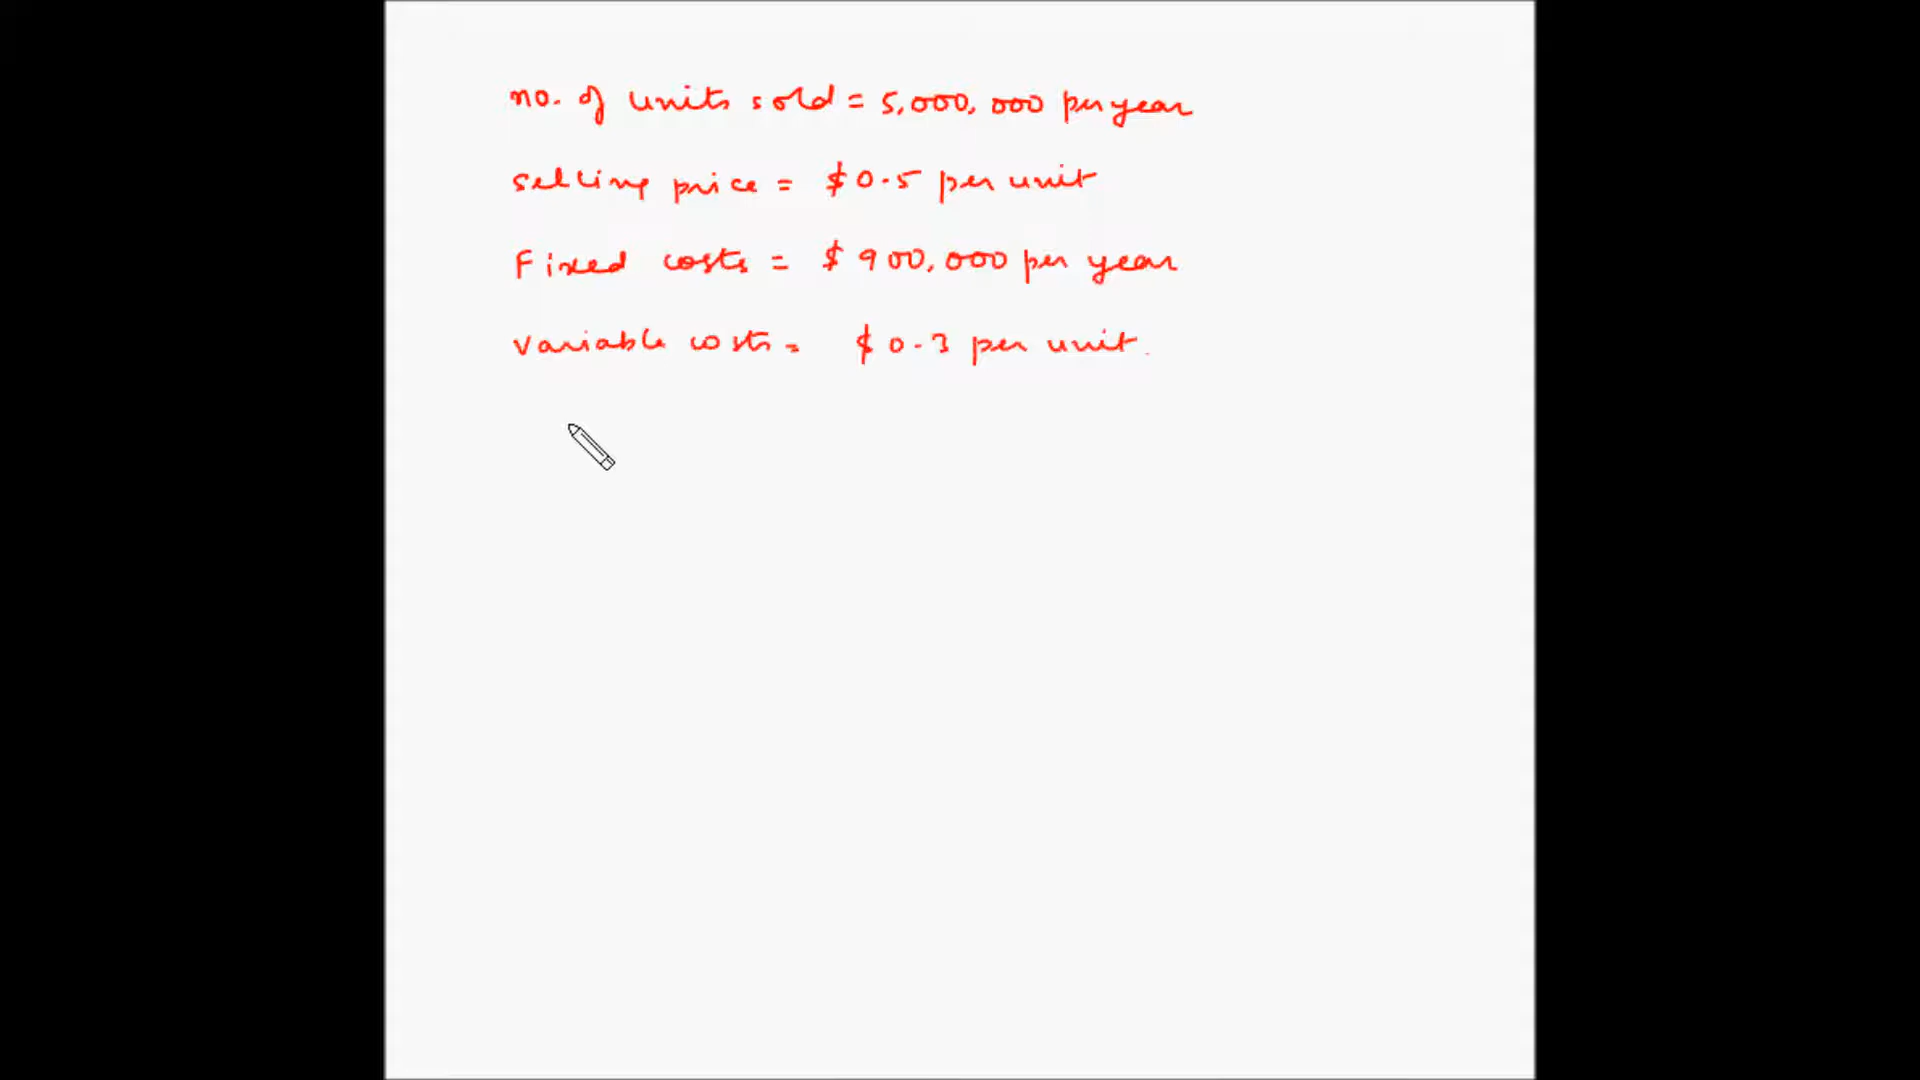 no. of units sold = 5,000,000 per year
selling price = $0.5 per unit
Fixed costs = $900,000 per year
variable costs = $0.3 per unit.